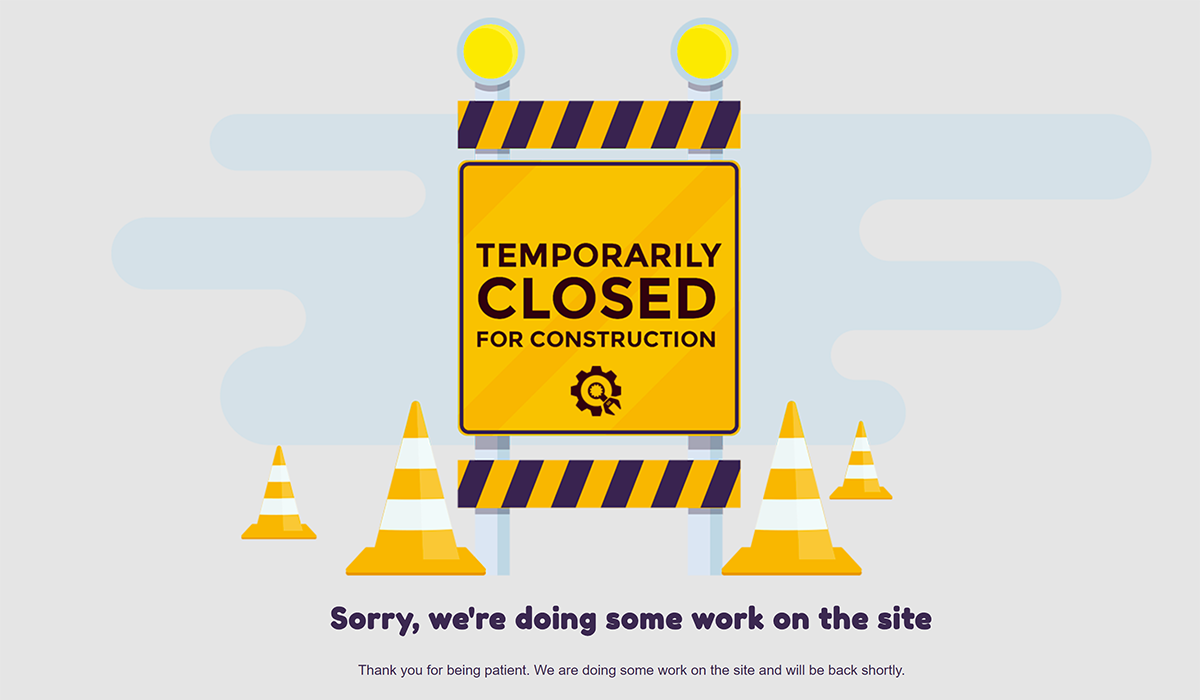 TEMPORARILY
CLOSED
FOR CONSTRUCTION
Sorry, we're doing some work on the site
Thank you for being patient. We are doing some work on the site and will be back shortly.